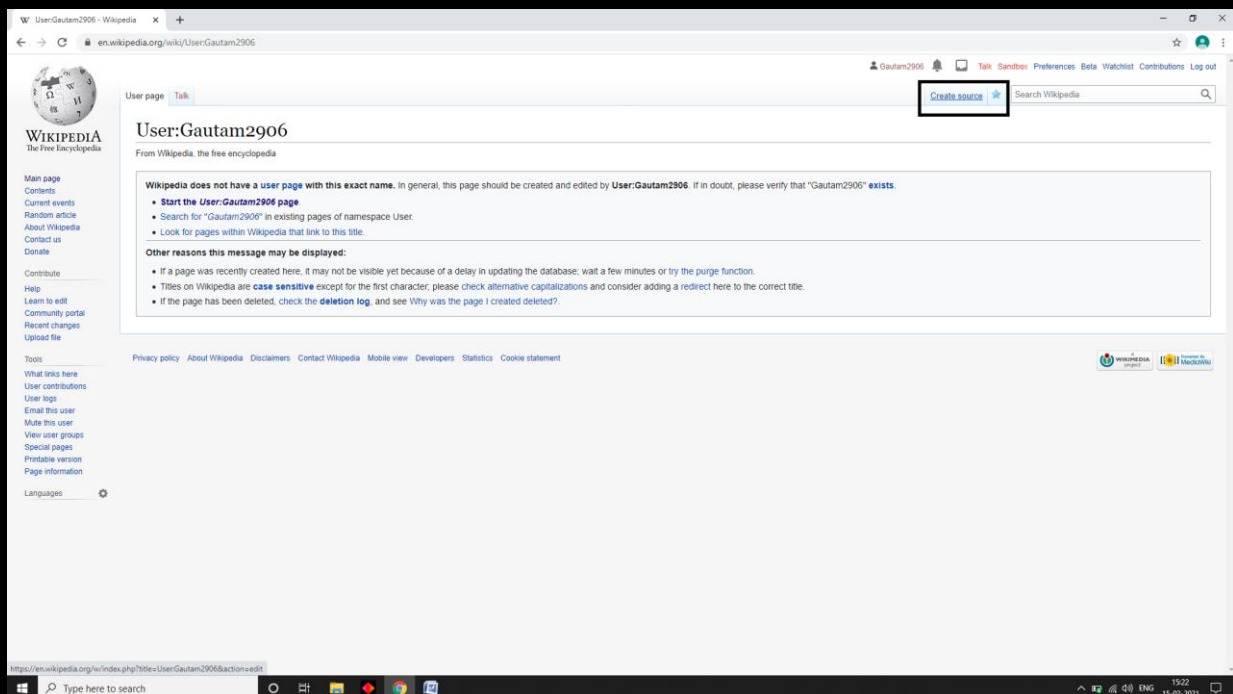 User:Gautam2906 - Wikipedia
en.wikipedia.org/wiki/User:Gautam2906
Gautam2906 Talk Sandbox Preferences Beta Watchlist Contributions Log out
User page Talk Create source Search Wikipedia
WIKIPEDIA
The Free Encyclopedia
Main page
Contents
Current events
Random article
About Wikipedia
Contact us
Donate
Contribute
Help
Learn to edit
Community portal
Recent changes
Upload file
Tools
What links here
User contributions
User logs
Email this user
Mute this user
View user groups
Special pages
Printable version
Page information
Languages
User:Gautam2906
From Wikipedia, the free encyclopedia
Wikipedia does not have a user page with this exact name. In general, this page should be created and edited by User:Gautam2906. If in doubt, please verify that "Gautam2906" exists.
• Start the User:Gautam2906 page.
• Search for "Gautam2906" in existing pages of namespace User.
• Look for pages within Wikipedia that link to this title.
Other reasons this message may be displayed:
• If a page was recently created here, it may not be visible yet because of a delay in updating the database; wait a few minutes or try the purge function.
• Titles on Wikipedia are case sensitive except for the first character; please check alternative capitalizations and consider adding a redirect here to the correct title.
• If the page has been deleted, check the deletion log, and see Why was the page I created deleted?.
Privacy policy About Wikipedia Disclaimers Contact Wikipedia Mobile view Developers Statistics Cookie statement
A
WIKIMEDIA
project
Powered By
MediaWiki
https://en.wikipedia.org/w/index.php?title=User:Gautam2906&action=edit
Type here to search
ENG
15:22
15-02-2021